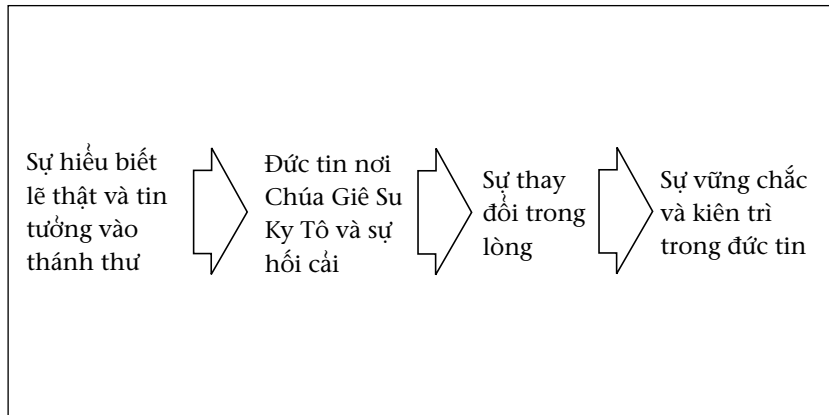 Sự hiểu biết
lẽ thật và tin
tưởng vào
thánh thư
Đức tin nơi
Chúa Giê Su
Ky Tô và sự
hối cải
Sự thay
đổi trong
lòng
Sự vững chắc
và kiên trì
trong đức tin